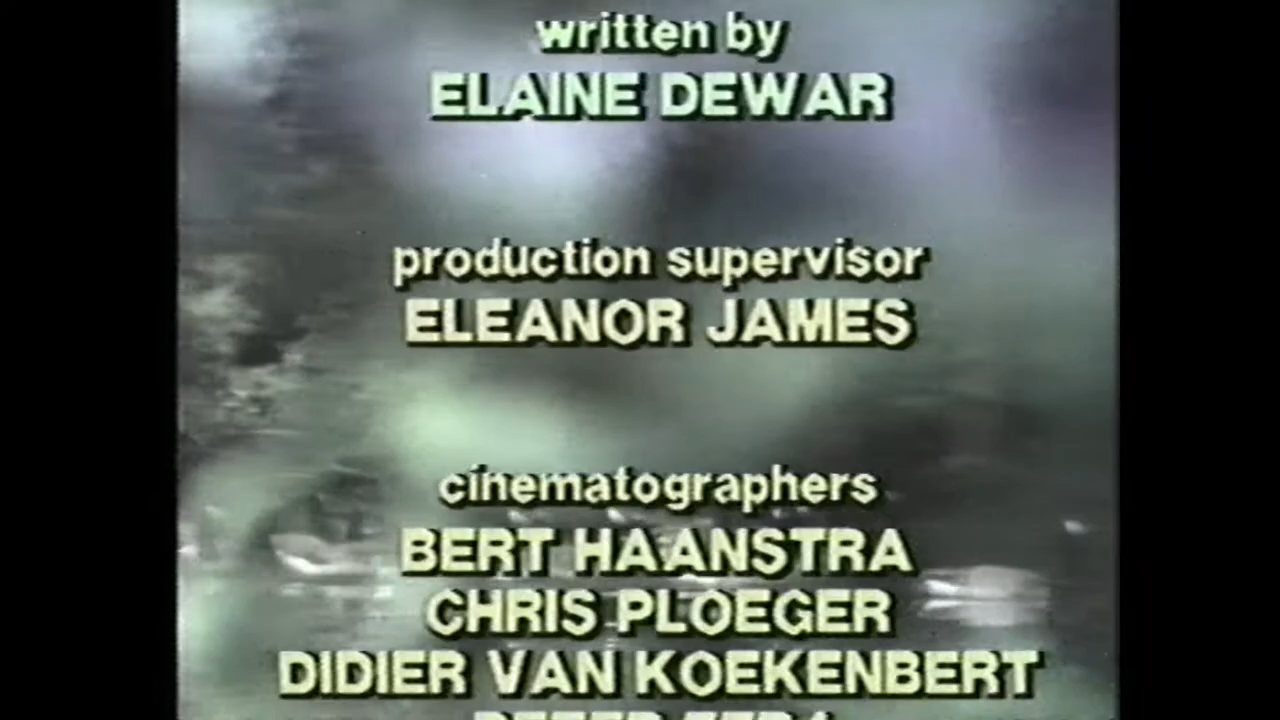 written by
ELAINE DEWAR
production supervisor
ELEANOR JAMES
cinematographers
BERT HAANSTRA
CHRIS PLOEGER
DIDIER VAN KOEKENBERT